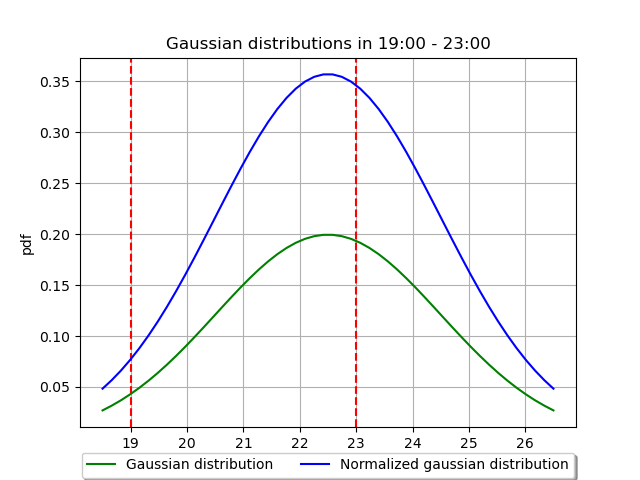 Gaussian distributions in 19:00 - 23:00
pdf
0.35
0.30
0.25
0.20
0.15
0.10
0.05
19 20 21 22 23 24 25 26
Gaussian distribution Normalized gaussian distribution